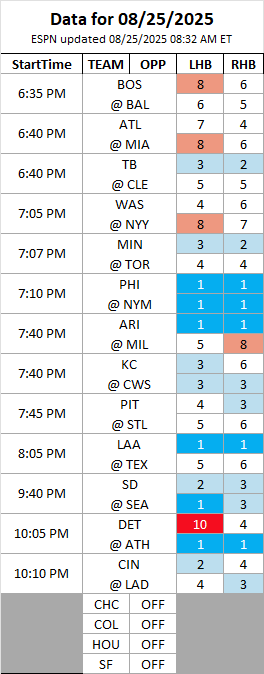 Data for 08/25/2025
ESPN updated 08/25/2025 08:32 AM ET
StartTime TEAM OPP LHB RHB
6:35 PM BOS 8 6
@ BAL 6 5
6:40 PM ATL 7 4
@ MIA 8 6
6:40 PM TB 3 2
@ CLE 5 5
7:05 PM WAS 4 6
@ NYY 8 7
7:07 PM MIN 3 2
@ TOR 4 4
7:10 PM PHI 1 1
@ NYM 1 1
7:40 PM ARI 1 1
@ MIL 5 8
7:40 PM KC 3 6
@ CWS 3 3
7:45 PM PIT 4 3
@ STL 5 6
8:05 PM LAA 1 1
@ TEX 5 6
9:40 PM SD 2 3
@ SEA 1 3
10:05 PM DET 10 4
@ ATH 1 1
10:10 PM CIN 2 4
@ LAD 4 3
CHC OFF
COL OFF
HOU OFF
SF OFF